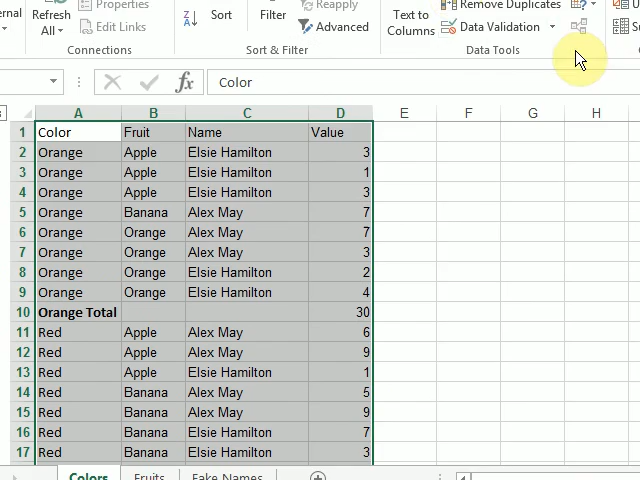 Refresh All
Properties
Edit Links
Connections
Sort
Filter
Reapply
Advanced
Sort & Filter
Text to Columns
Remove Duplicates
Data Validation
Data Tools
fx Color
A B C D E F G H
1 Color Fruit Name Value
2 Orange Apple Elsie Hamilton 3
3 Orange Apple Elsie Hamilton 1
4 Orange Apple Elsie Hamilton 3
5 Orange Banana Alex May 7
6 Orange Orange Alex May 7
7 Orange Orange Alex May 3
8 Orange Orange Elsie Hamilton 2
9 Orange Orange Elsie Hamilton 4
10 Orange Total 30
11 Red Apple Alex May 6
12 Red Apple Alex May 9
13 Red Apple Elsie Hamilton 1
14 Red Banana Alex May 5
15 Red Banana Alex May 9
16 Red Banana Elsie Hamilton 7
17 Red Banana Elsie Hamilton 3
Colors Fruits Fake Names